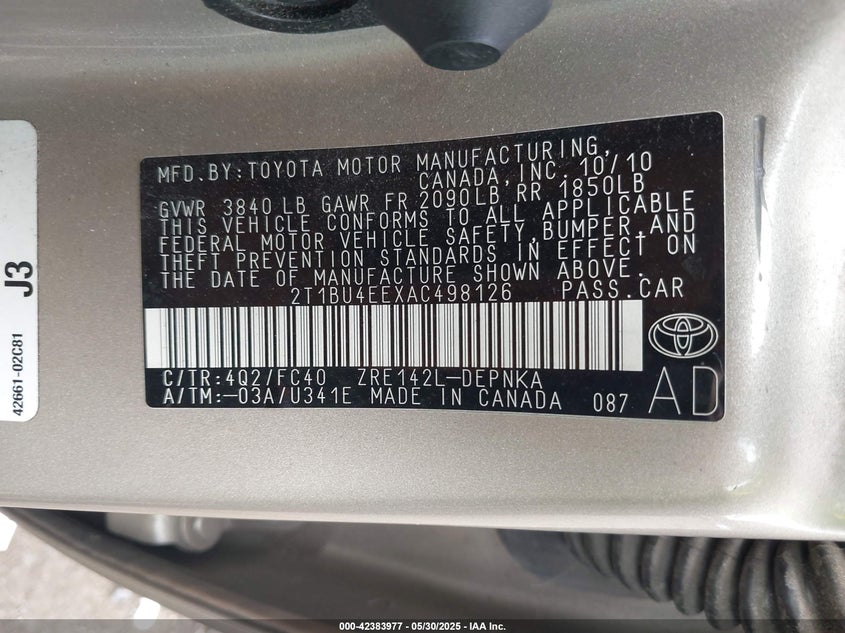 MFD.BY:TOYOTA MOTOR MANUFACTURING,
CANADA,INC. 10/10
GVWR 3840 LB GAWR FR 2090LB RR 1850LB
THIS VEHICLE CONFORMS TO ALL APPLICABLE
FEDERAL MOTOR VEHICLE SAFETY,BUMPER,AND
THEFT PREVENTION STANDARDS IN EFFECT ON
THE DATE OF MANUFACTURE SHOWN ABOVE.
2T1BU4EEXAC498126 PASS.CAR
C/TR:4Q2/FC40 ZRE142L-DEPNKA
A/TM:-03A/U341E MADE IN CANADA 087
AD
J3
42661-02C81
000-42383977 - 05/30/2025 - IAA Inc.